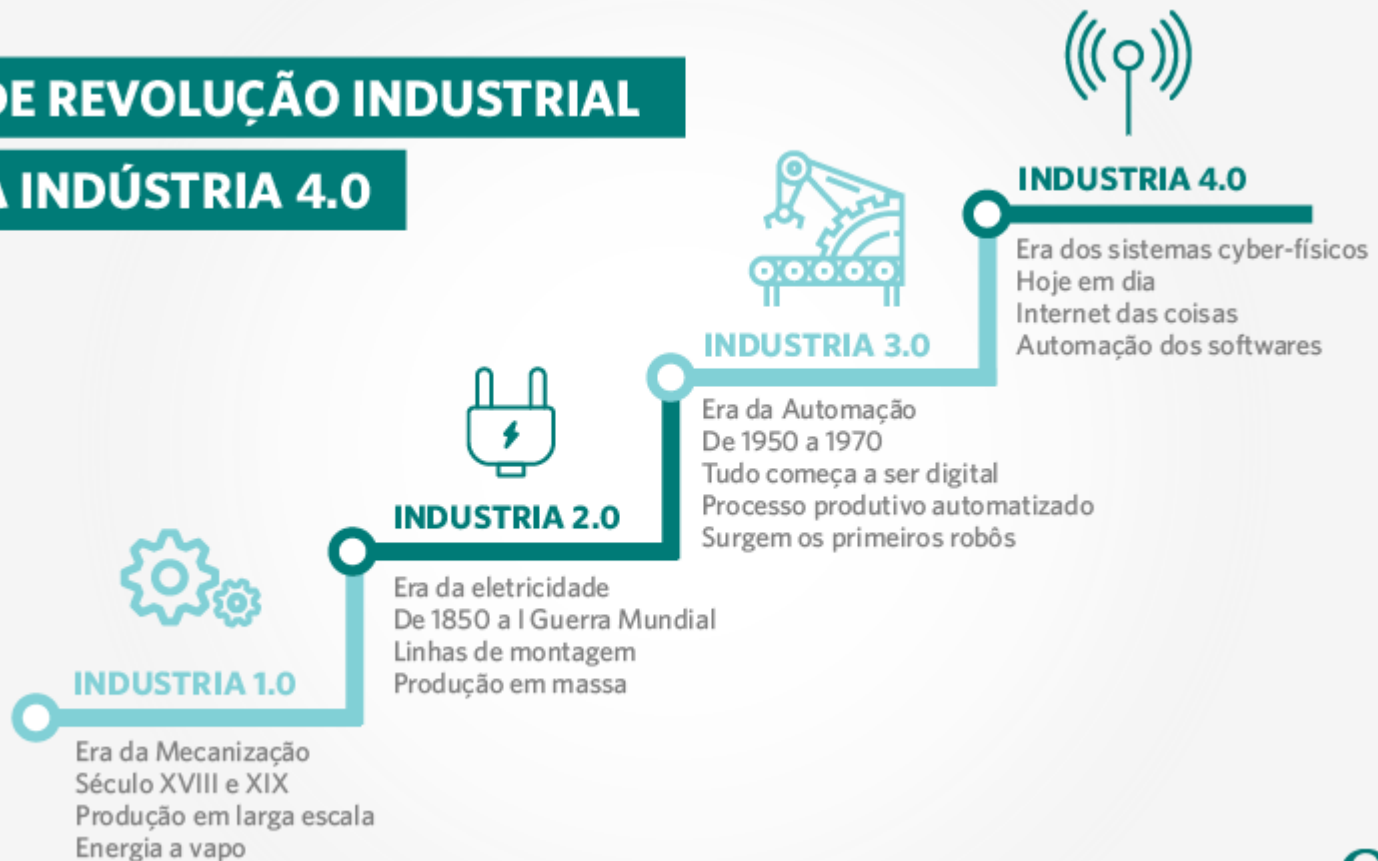 DE REVOLUÇÃO INDUSTRIAL
A INDÚSTRIA 4.0
INDUSTRIA 4.0
Era dos sistemas cyber-físicos
Hoje em dia
Internet das coisas
Automação dos softwares
INDUSTRIA 3.0
Era da Automação
De 1950 a 1970
Tudo começa a ser digital
Processo produtivo automatizado
Surgem os primeiros robôs
INDUSTRIA 2.0
Era da eletricidade
De 1850 a I Guerra Mundial
Linhas de montagem
Produção em massa
INDUSTRIA 1.0
Era da Mecanização
Século XVIII e XIX
Produção em larga escala
Energia a vapo